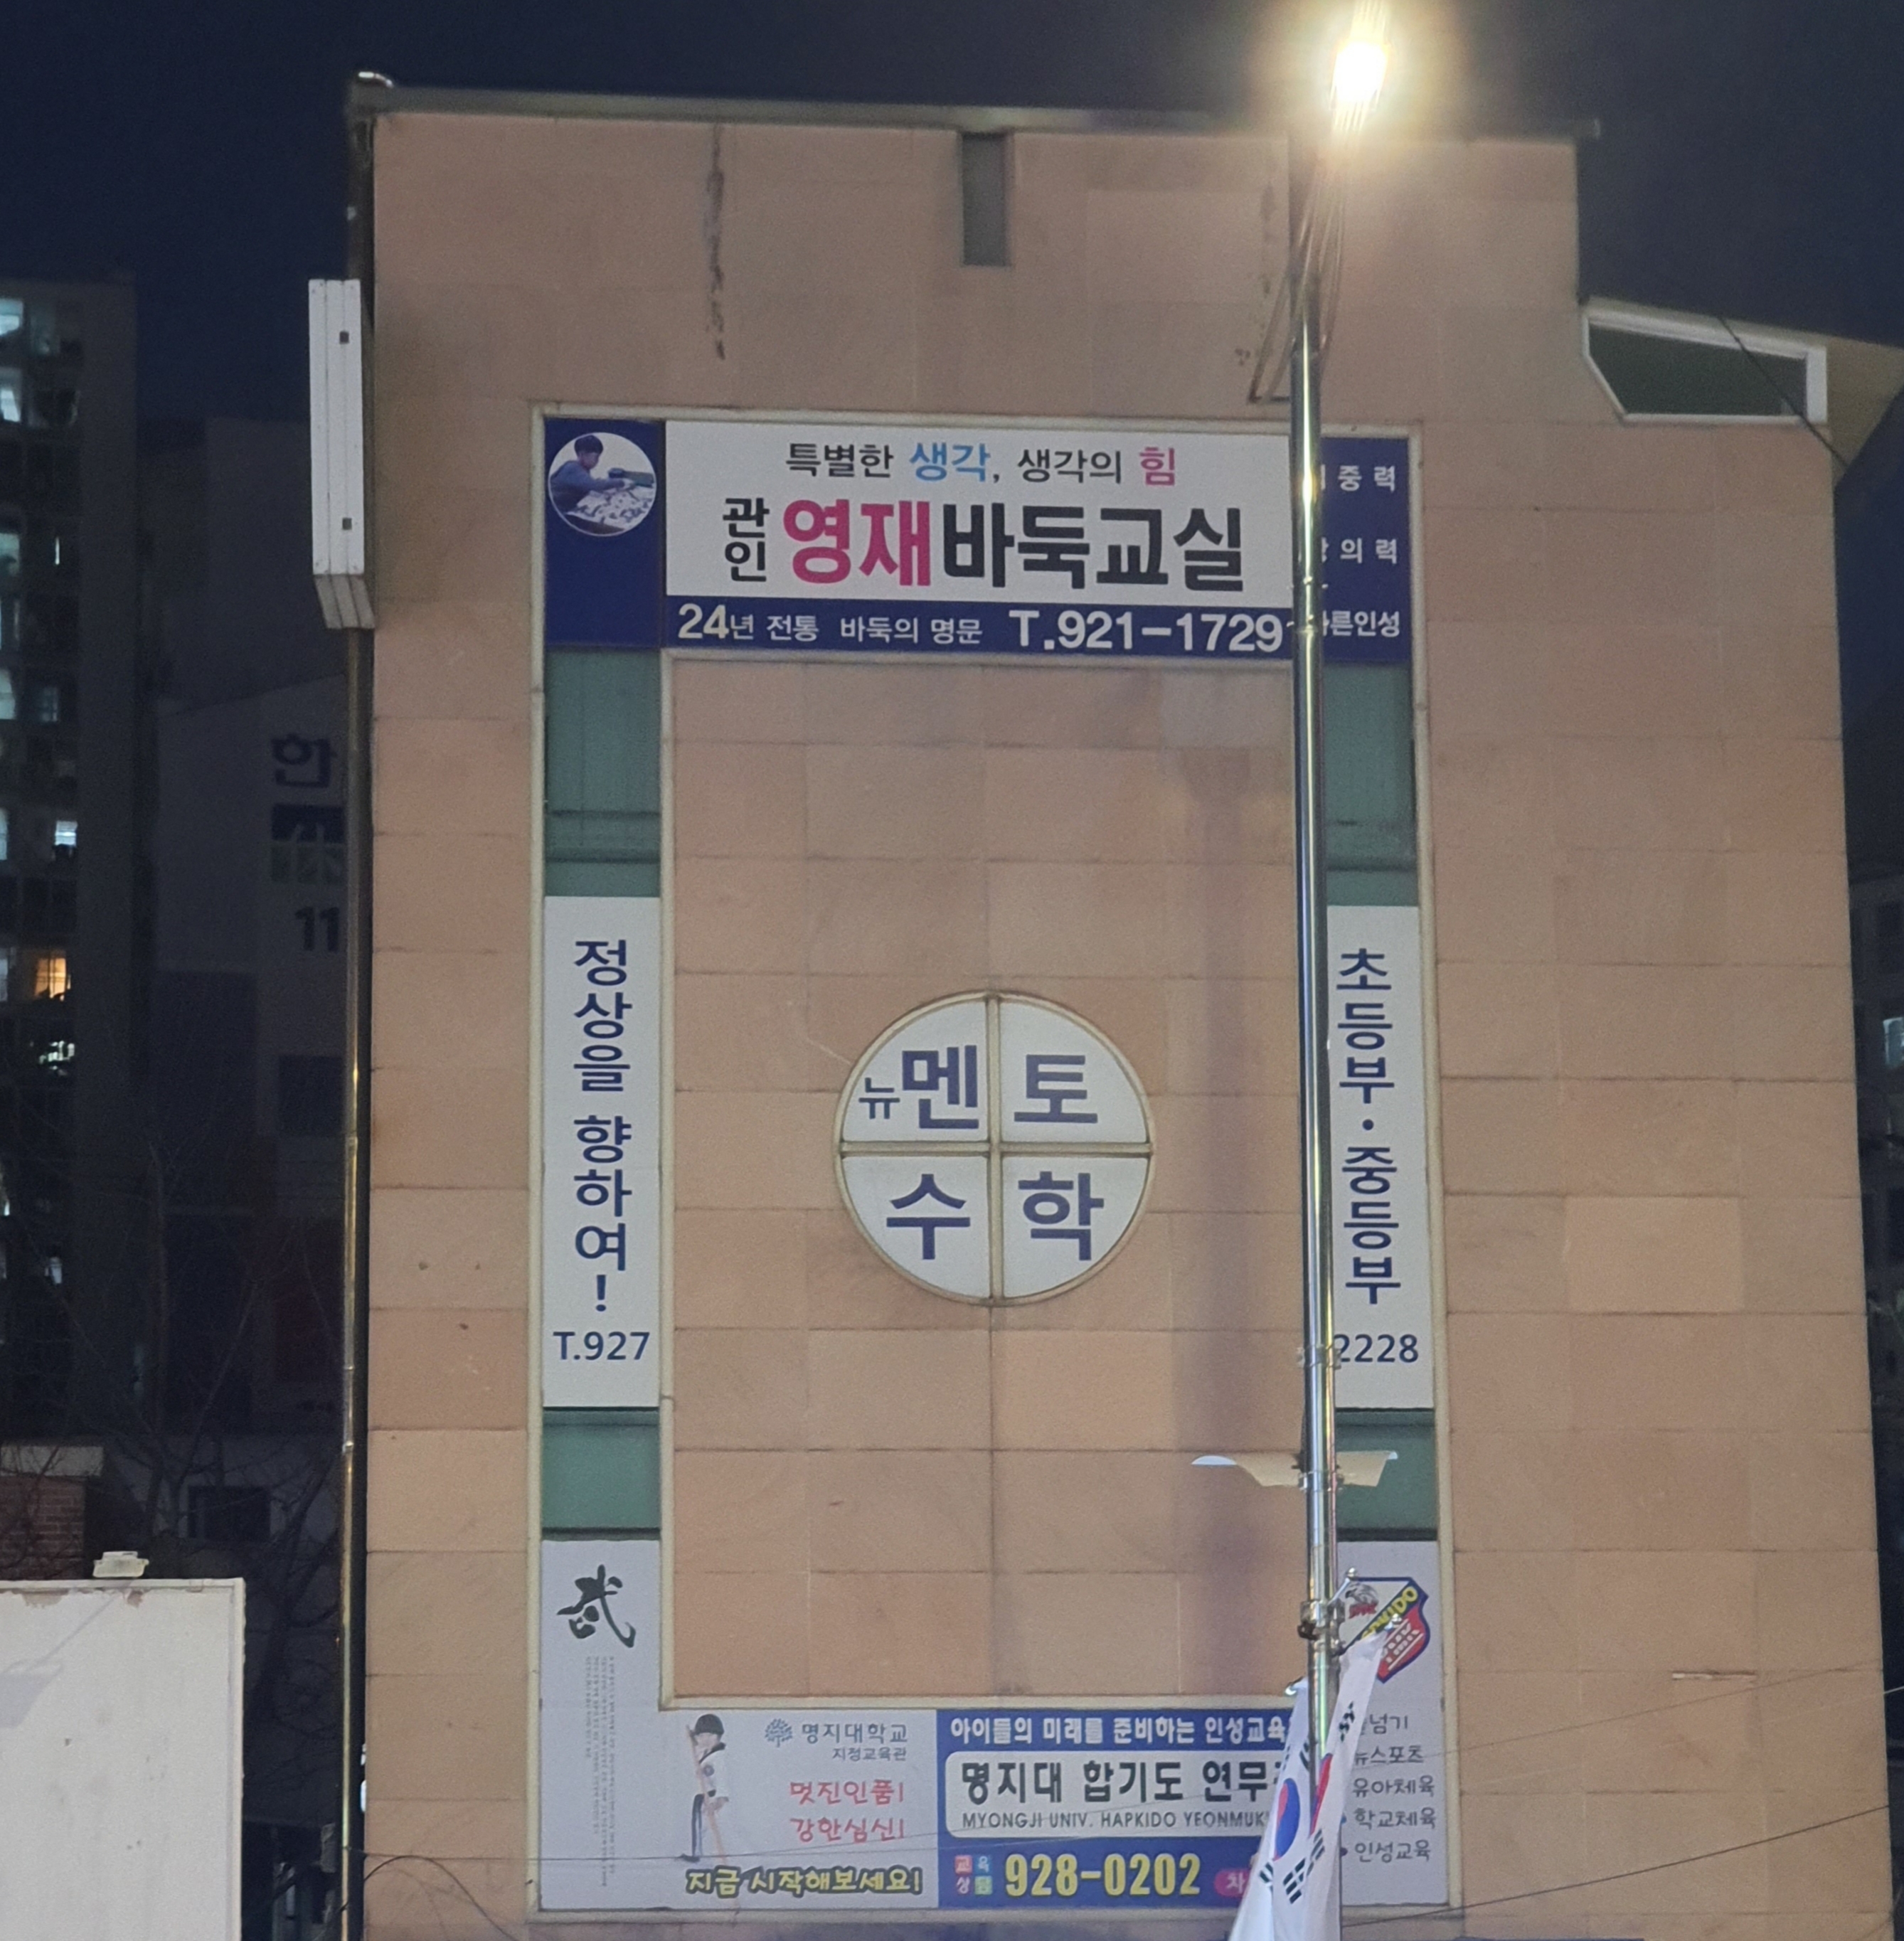 특별한 생각, 생각의 힘
관인 영재바둑교실
24년 전통 바둑의 명문 T.921-1729
중력
의력
른인성
한
11
정상을 향하여!
T.927
뉴멘토
수학
초등부·중등부
2228
武
명지대학교
지정교육관
멋진인품!
강한심신!
지금 시작해보세요!
아이들의 미래를 준비하는 인성교육
명지대 합기도 연무
MYONGJI UNIV. HAPKIDO YEONMUK
교육상담 928-0202
넘기
뉴스포츠
유아체육
학교체육
인성교육